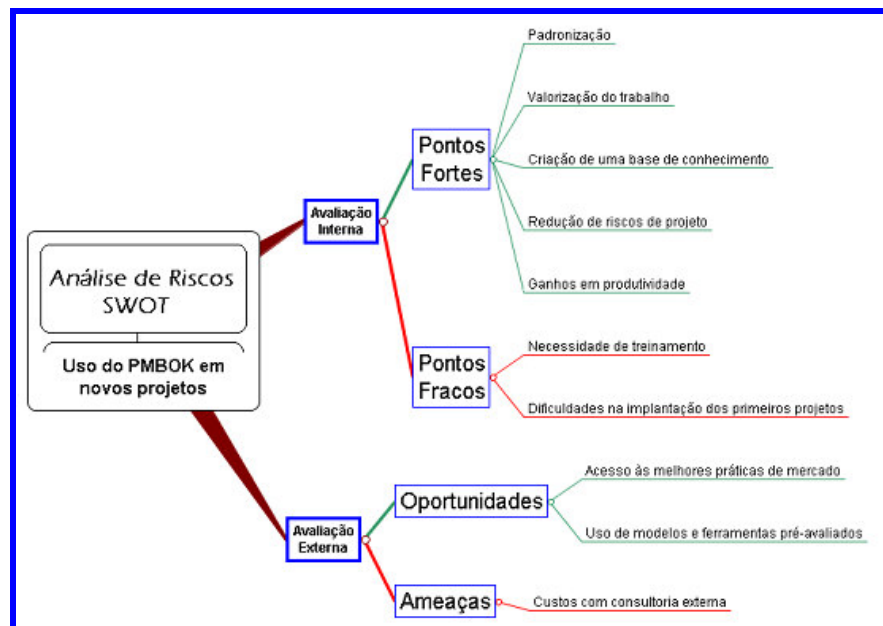 Análise de Riscos
SWOT
Uso do PMBOK em
novos projetos
Avaliação
Interna
Pontos
Fortes
Padronização
Valorização do trabalho
Criação de uma base de conhecimento
Redução de riscos de projeto
Ganhos em produtividade
Pontos
Fracos
Necessidade de treinamento
Dificuldades na implantação dos primeiros projetos
Avaliação
Externa
Oportunidades
Acesso às melhores práticas de mercado
Uso de modelos e ferramentas pré-avaliados
Ameaças
Custos com consultoria externa